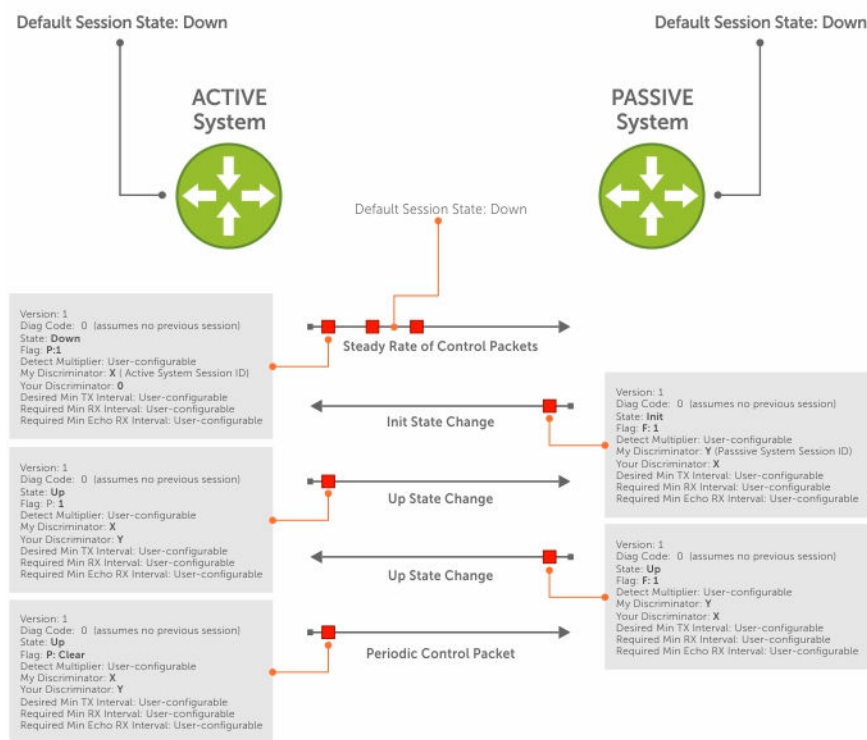 Default Session State: Down
Default Session State: Down
ACTIVE
System
PASSIVE
System
Default Session State: Down
Version: 1
Diag Code: 0 (assumes no previous session)
State: Down
Flag: P:1
Detect Multiplier: User-configurable
My Discriminator: X ( Active System Session ID)
Your Discriminator: 0
Desired Min TX Interval: User-configurable
Required Min RX Interval: User-configurable
Required Min Echo RX Interval: User-configurable
Steady Rate of Control Packets
Init State Change
Version: 1
Diag Code: 0 (assumes no previous session)
State: Init
Flag: F: 1
Detect Multiplier: User-configurable
My Discriminator: Y (Passsive System Session ID)
Your Discriminator: X
Desired Min TX Interval: User-configurable
Required Min RX Interval: User-configurable
Required Min Echo RX Interval: User-configurable
Version: 1
Diag Code: 0 (assumes no previous session)
State: Up
Flag: P: 1
Detect Multiplier: User-configurable
My Discriminator: X
Your Discriminator: Y
Desired Min TX Interval: User-configurable
Required Min RX Interval: User-configurable
Required Min Echo RX Interval: User-configurable
Up State Change
Up State Change
Version: 1
Diag Code: 0 (assumes no previous session)
State: Up
Flag: F: 1
Detect Multiplier: User-configurable
My Discriminator: Y
Your Discriminator: X
Desired Min TX Interval: User-configurable
Required Min RX Interval: User-configurable
Required Min Echo RX Interval: User-configurable
Version: 1
Diag Code: 0 (assumes no previous session)
State: Up
Flag: P: Clear
Detect Multiplier: User-configurable
My Discriminator: X
Your Discriminator: Y
Desired Min TX Interval: User-configurable
Required Min RX Interval: User-configurable
Required Min Echo RX Interval: User-configurable
Periodic Control Packet